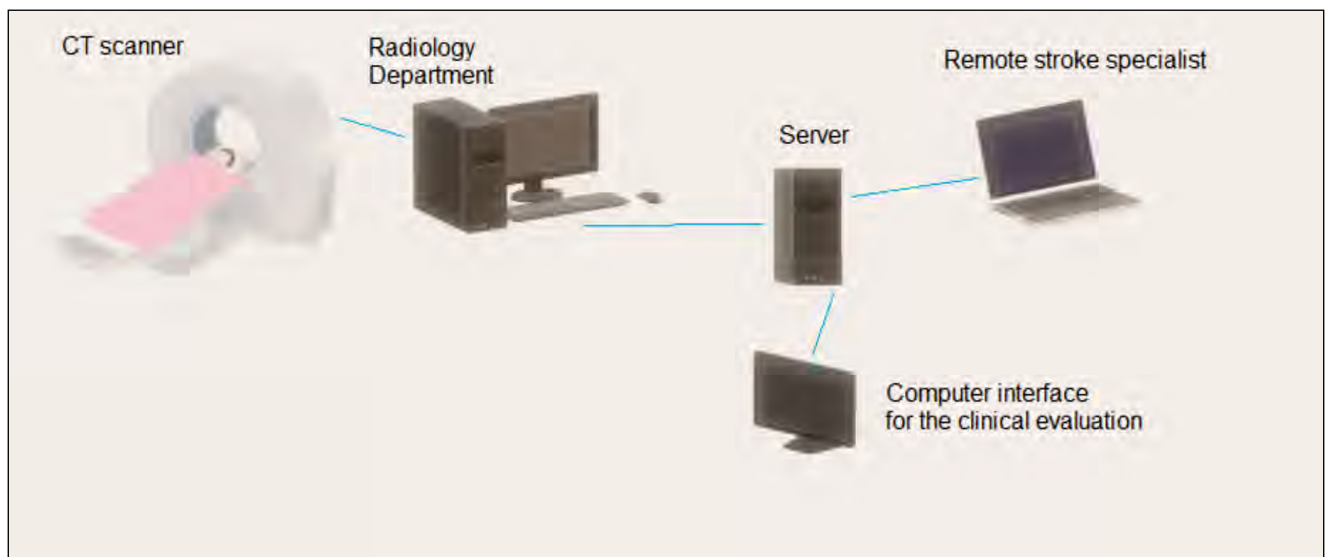 CT scanner
Radiology
Department
Remote stroke specialist
Server
Computer interface
for the clinical evaluation